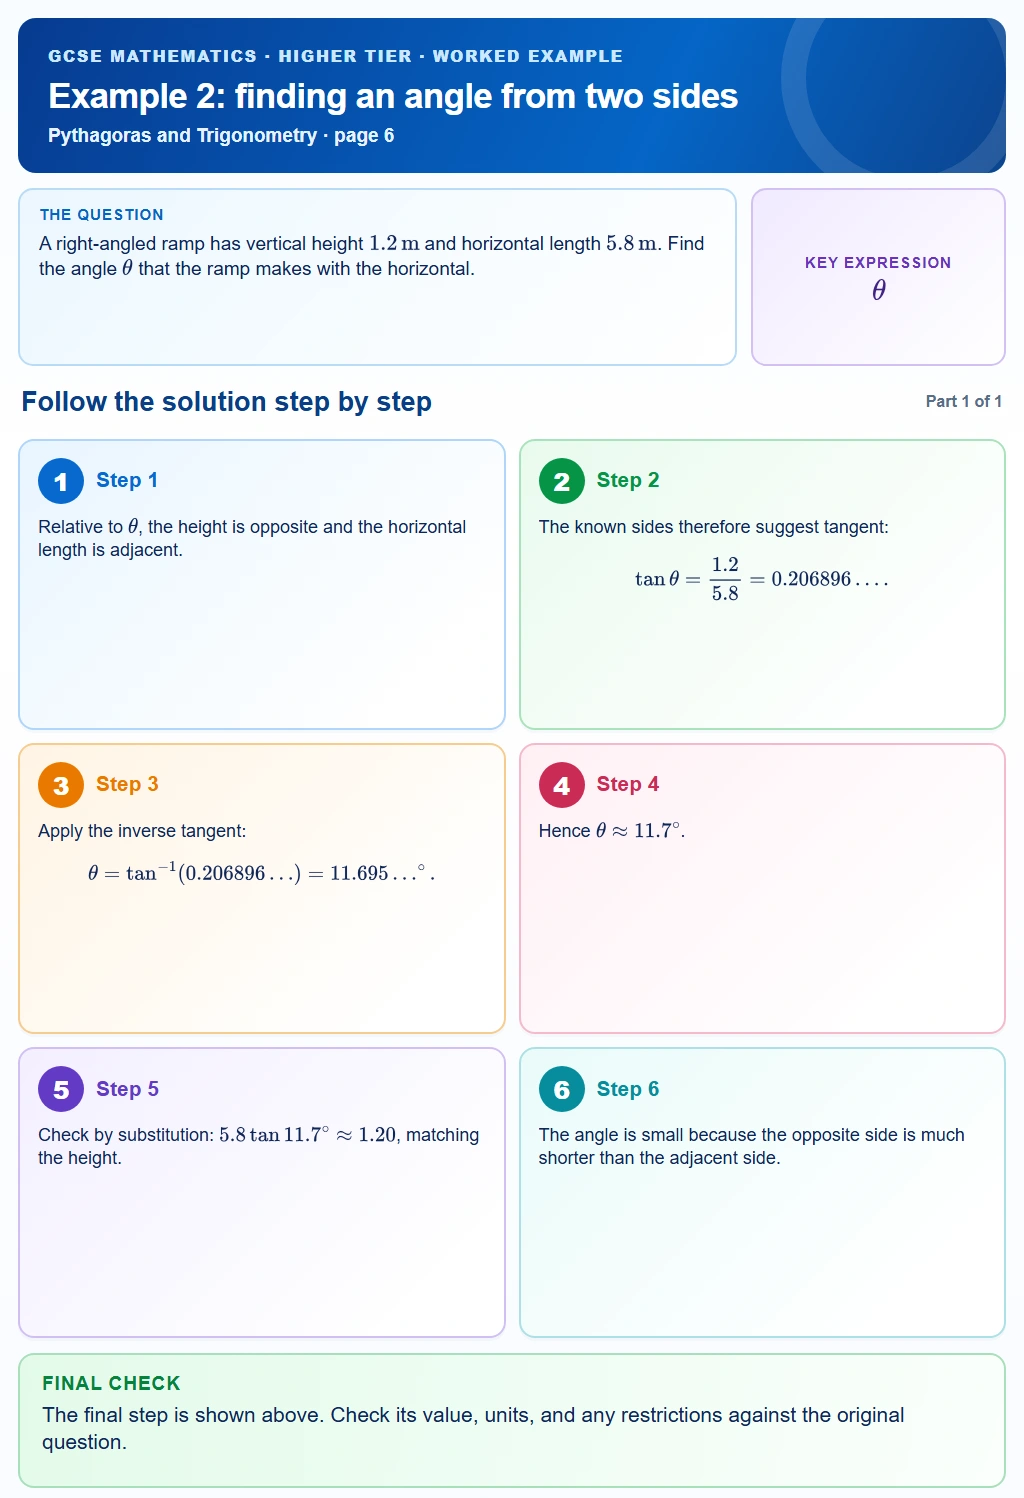 GCSE MATHEMATICS · HIGHER TIER · WORKED EXAMPLE
Example 2: finding an angle from two sides
Pythagoras and Trigonometry · page 6
THE QUESTION
A right-angled ramp has vertical height 1.2 m and horizontal length 5.8 m. Find
the angle θ that the ramp makes with the horizontal.
KEY EXPRESSION
θ
Follow the solution step by step
Part 1 of 1
1 Step 1
Relative to θ, the height is opposite and the horizontal
length is adjacent.
2 Step 2
The known sides therefore suggest tangent:
tan θ = 1.2/5.8 = 0.206896 . . . .
3 Step 3
Apply the inverse tangent:
θ = tan⁻¹(0.206896 . . .) = 11.695 . . .° .
4 Step 4
Hence θ ≈ 11.7°.
5 Step 5
Check by substitution: 5.8 tan 11.7° ≈ 1.20, matching
the height.
6 Step 6
The angle is small because the opposite side is much
shorter than the adjacent side.
FINAL CHECK
The final step is shown above. Check its value, units, and any restrictions against the original
question.